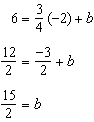 6 = 3/4 (−2) + b
12/2 = −3/2 + b
15/2 = b